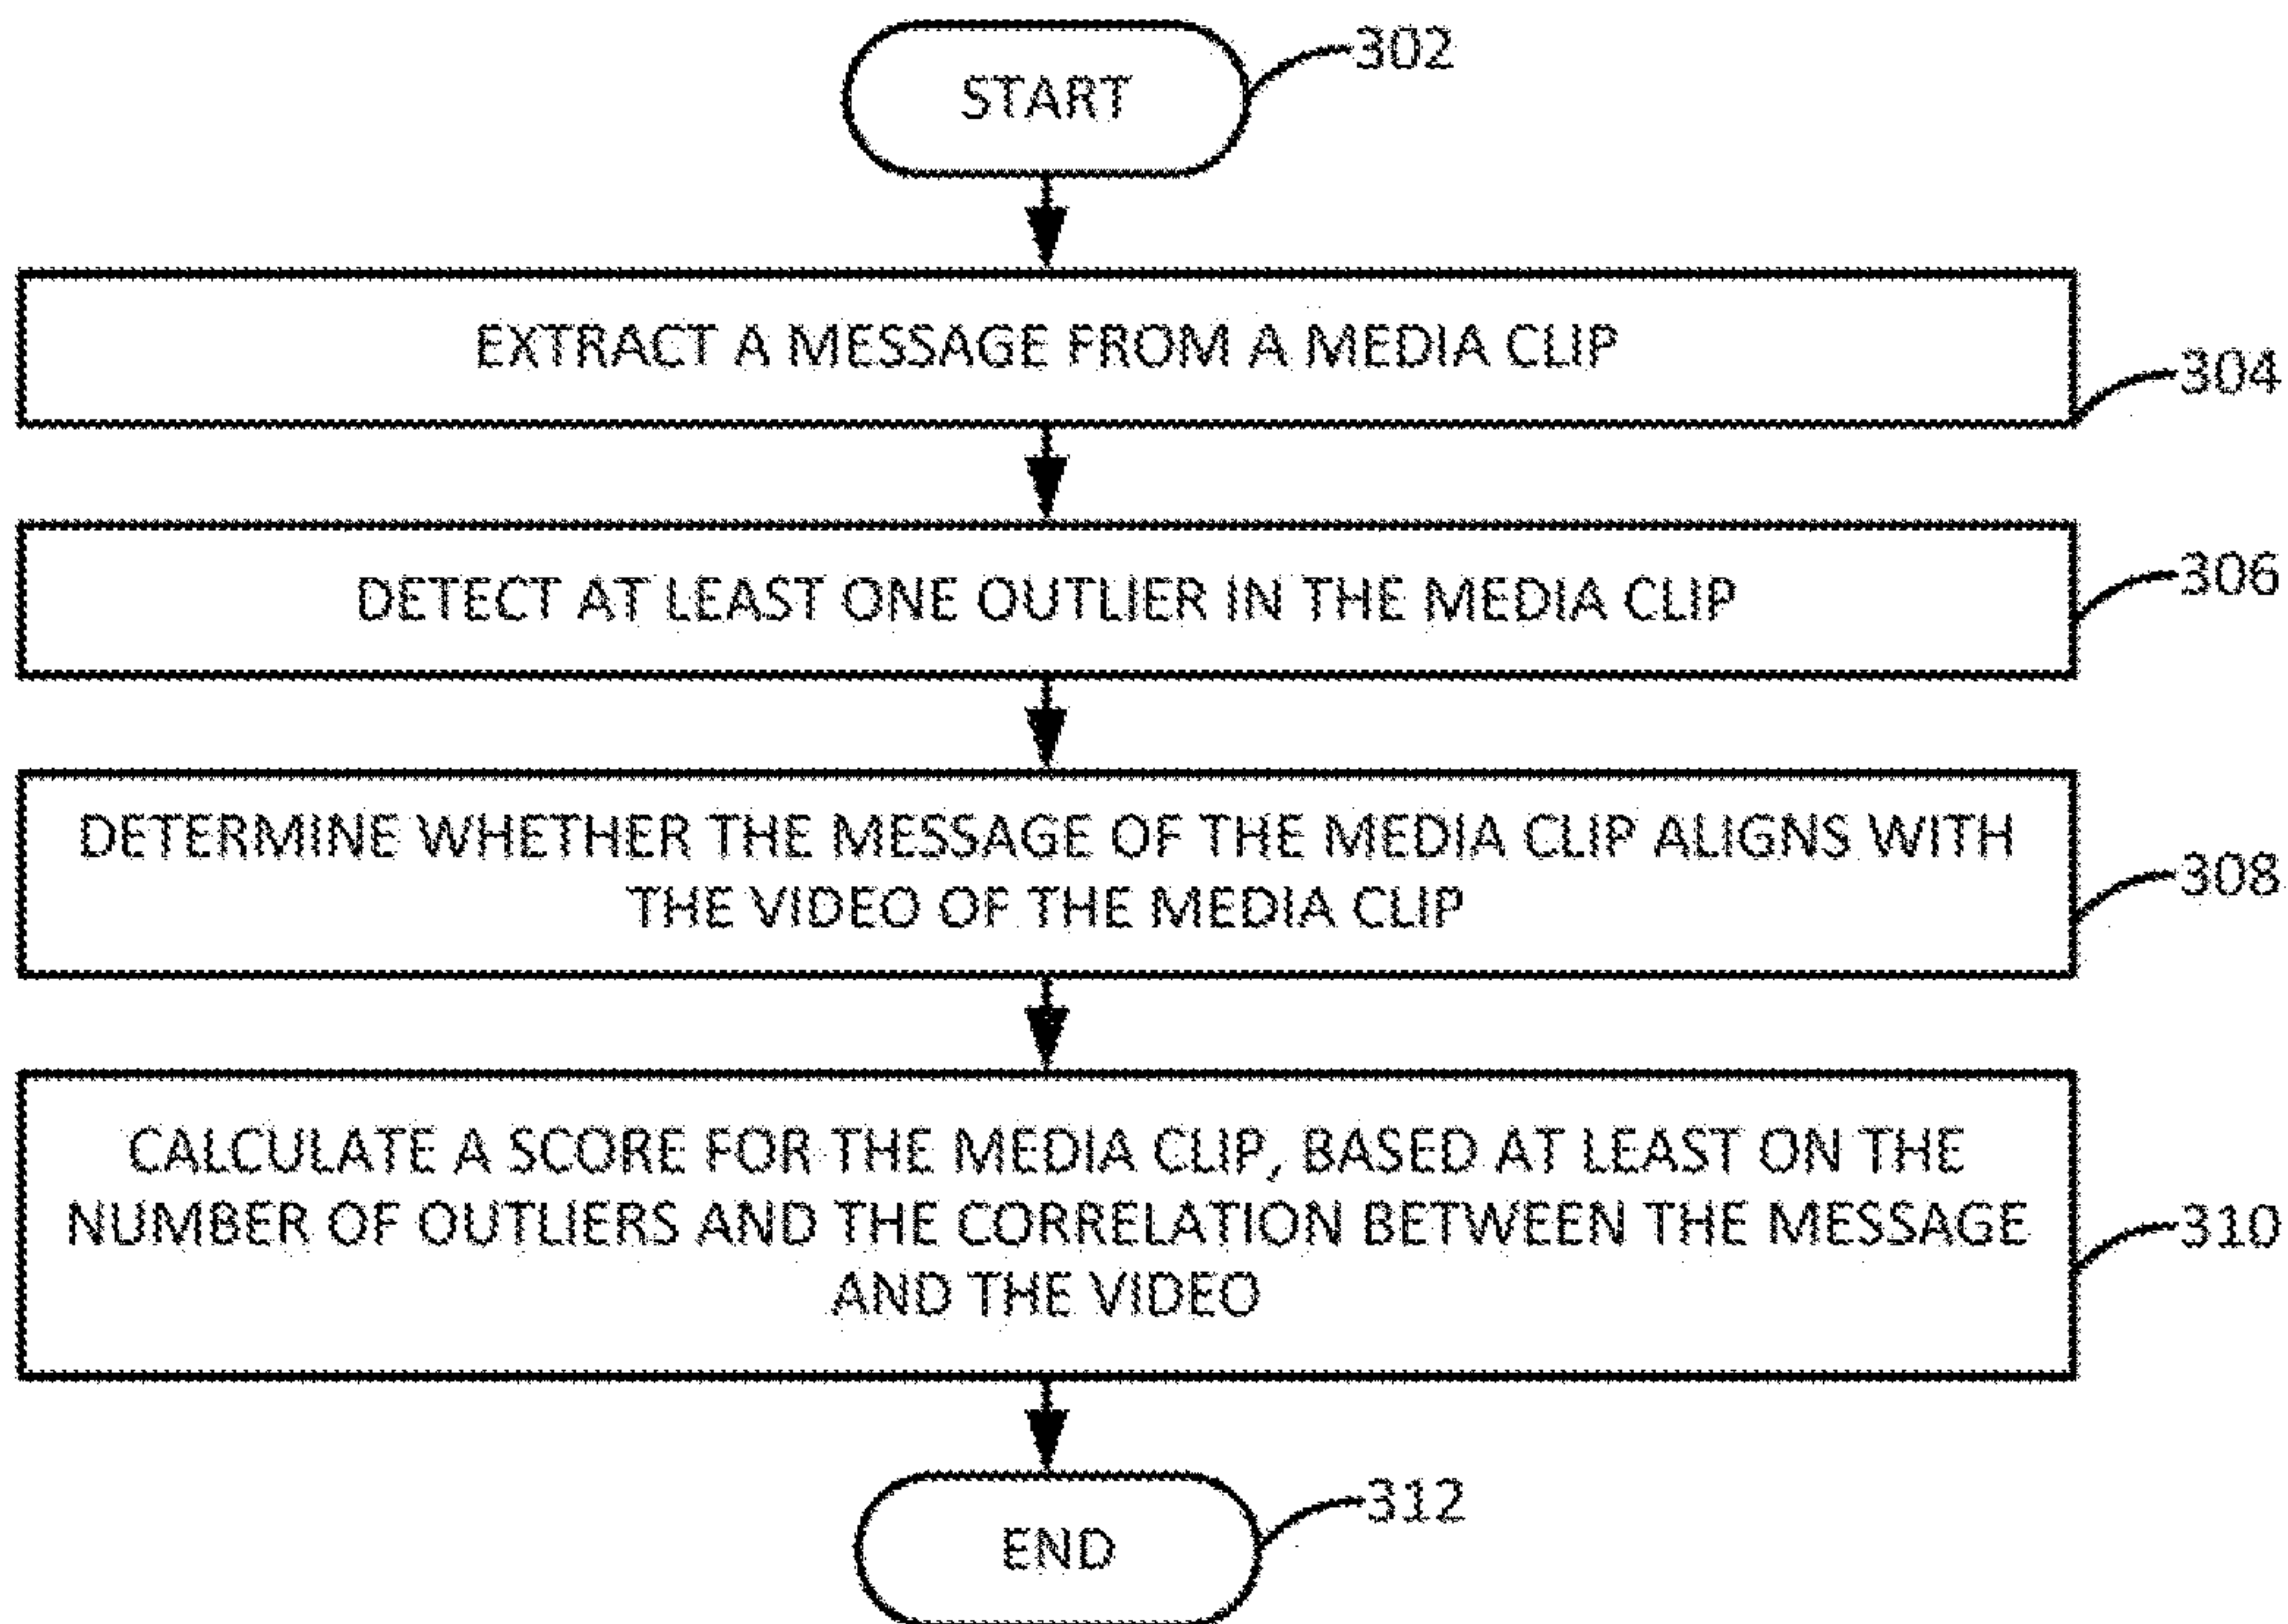 START
302
EXTRACT A MESSAGE FROM A MEDIA CLIP
304
DETECT AT LEAST ONE OUTLIER IN THE MEDIA CLIP
306
DETERMINE WHETHER THE MESSAGE OF THE MEDIA CLIP ALIGNS WITH
THE VIDEO OF THE MEDIA CLIP
308
CALCULATE A SCORE FOR THE MEDIA CLIP, BASED AT LEAST ON THE
NUMBER OF OUTLIERS AND THE CORRELATION BETWEEN THE MESSAGE
AND THE VIDEO
310
END
312